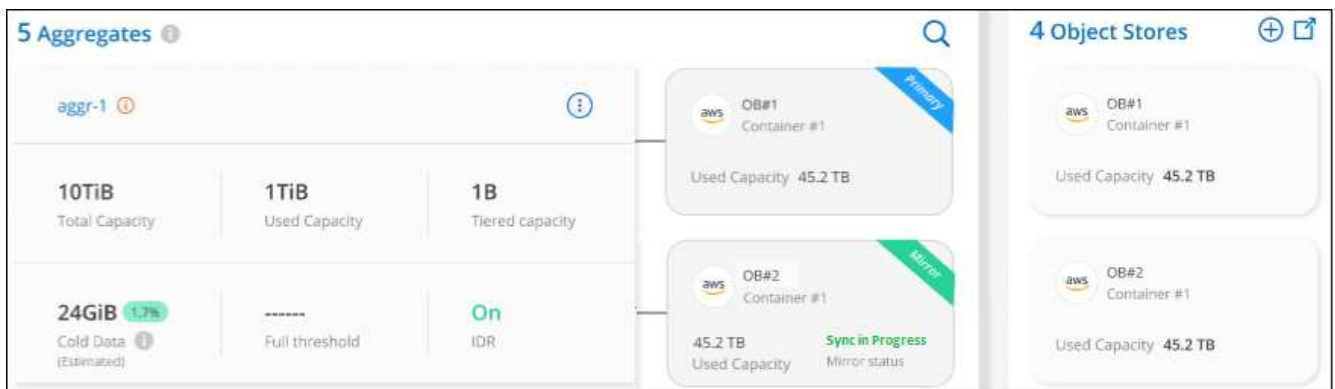 5 Aggregates
aggr-1
10TiB
Total Capacity
1TiB
Used Capacity
1B
Tiered capacity
24GiB 1.7%
Cold Data
(Estimated)
------
Full threshold
On
IDR
Primary
aws
OB#1
Container #1
Used Capacity 45.2 TB
Mirror
aws
OB#2
Container #1
45.2 TB
Used Capacity
Sync in Progress
Mirror status
4 Object Stores
aws
OB#1
Container #1
Used Capacity 45.2 TB
aws
OB#2
Container #1
Used Capacity 45.2 TB